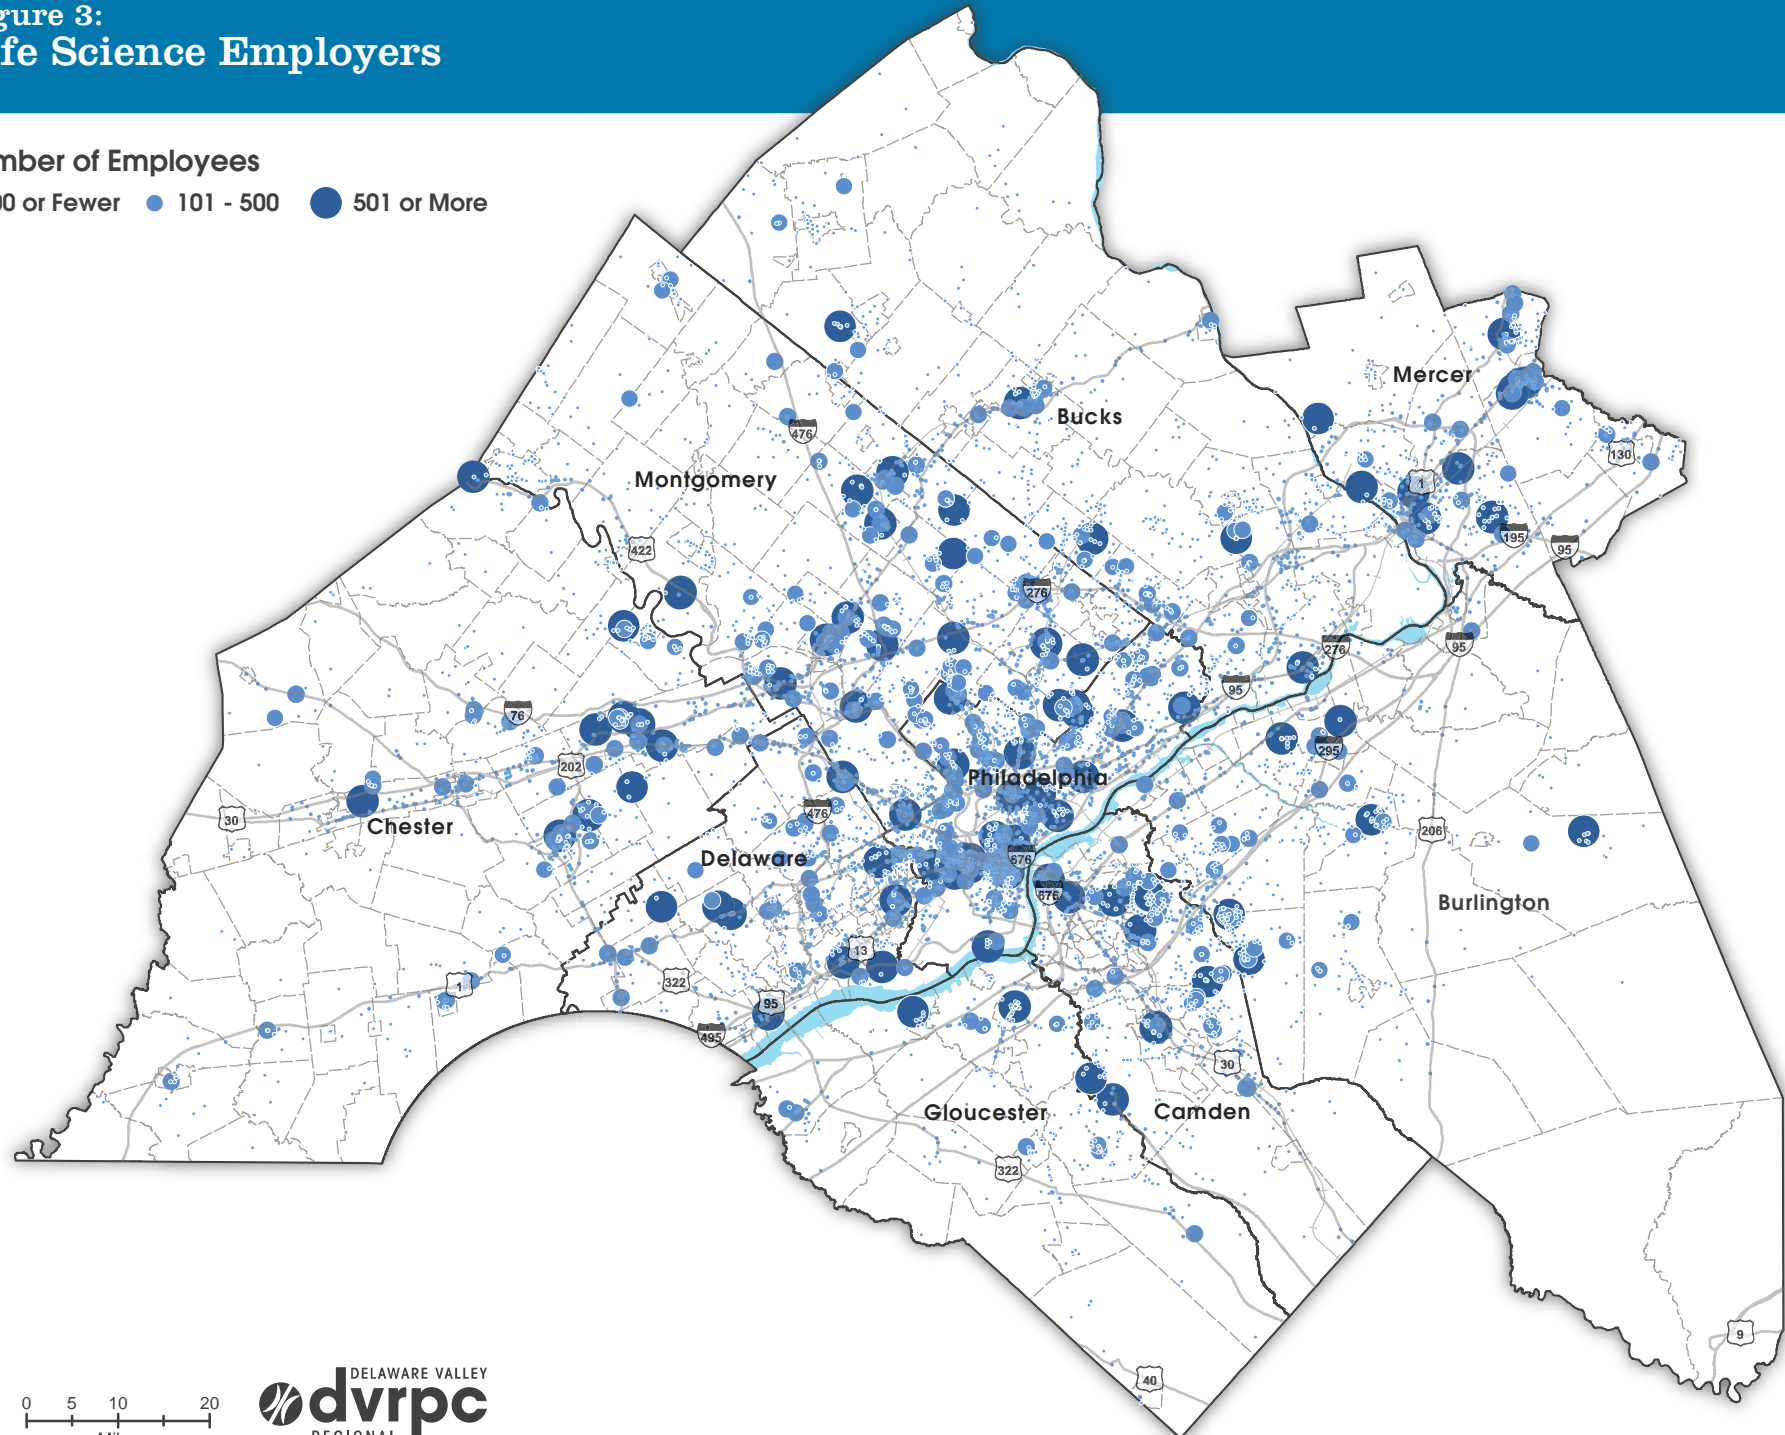 gure 3:
fe Science Employers
mber of Employees
00 or Fewer 101 - 500 501 or More
Mercer
Bucks
476
130
Montgomery
1
195
95
422
276
276
95
95
76
202
295
Philadelphia
476
30
Chester
206
Delaware
676
676
Burlington
13
322
1
95
495
30
Gloucester
Camden
322
9
40
0 5 10 20
DELAWARE VALLEY
dvrpc
REGIONAL